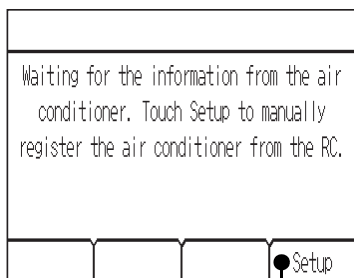 Waiting for the information from the air
conditioner. Touch Setup to manually
register the air conditioner from the RC.
Setup